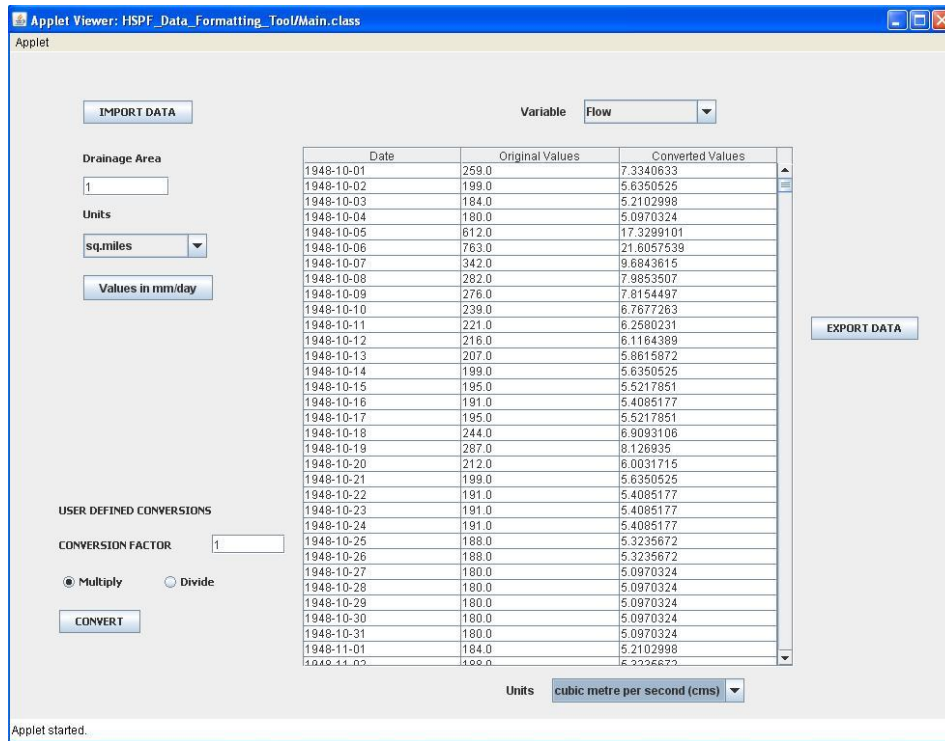 Applet Viewer: HSPF_Data_Formatting_Tool/Main.class
Applet
IMPORT DATA
Variable Flow
Drainage Area
1
Units
sq.miles
Values in mm/day
Date Original Values Converted Values
1948-10-01 259.0 7.3340633
1948-10-02 199.0 5.6350525
1948-10-03 184.0 5.2102998
1948-10-04 180.0 5.0970324
1948-10-05 612.0 17.3299101
1948-10-06 763.0 21.6057539
1948-10-07 342.0 9.6843615
1948-10-08 282.0 7.9853507
1948-10-09 276.0 7.8154497
1948-10-10 239.0 6.7677263
1948-10-11 221.0 6.2580231
1948-10-12 216.0 6.1164389
1948-10-13 207.0 5.8615872
1948-10-14 199.0 5.6350525
1948-10-15 195.0 5.5217851
1948-10-16 191.0 5.4085177
1948-10-17 195.0 5.5217851
1948-10-18 244.0 6.9093106
1948-10-19 287.0 8.126935
1948-10-20 212.0 6.0031715
1948-10-21 199.0 5.6350525
1948-10-22 191.0 5.4085177
1948-10-23 191.0 5.4085177
1948-10-24 191.0 5.4085177
1948-10-25 188.0 5.3235672
1948-10-26 188.0 5.3235672
1948-10-27 180.0 5.0970324
1948-10-28 180.0 5.0970324
1948-10-29 180.0 5.0970324
1948-10-30 180.0 5.0970324
1948-10-31 180.0 5.0970324
1948-11-01 184.0 5.2102998
1948-11-02 188.0 5.3235672
EXPORT DATA
USER DEFINED CONVERSIONS
CONVERSION FACTOR 1
Multiply Divide
CONVERT
Units cubic metre per second (cms)
Applet started.